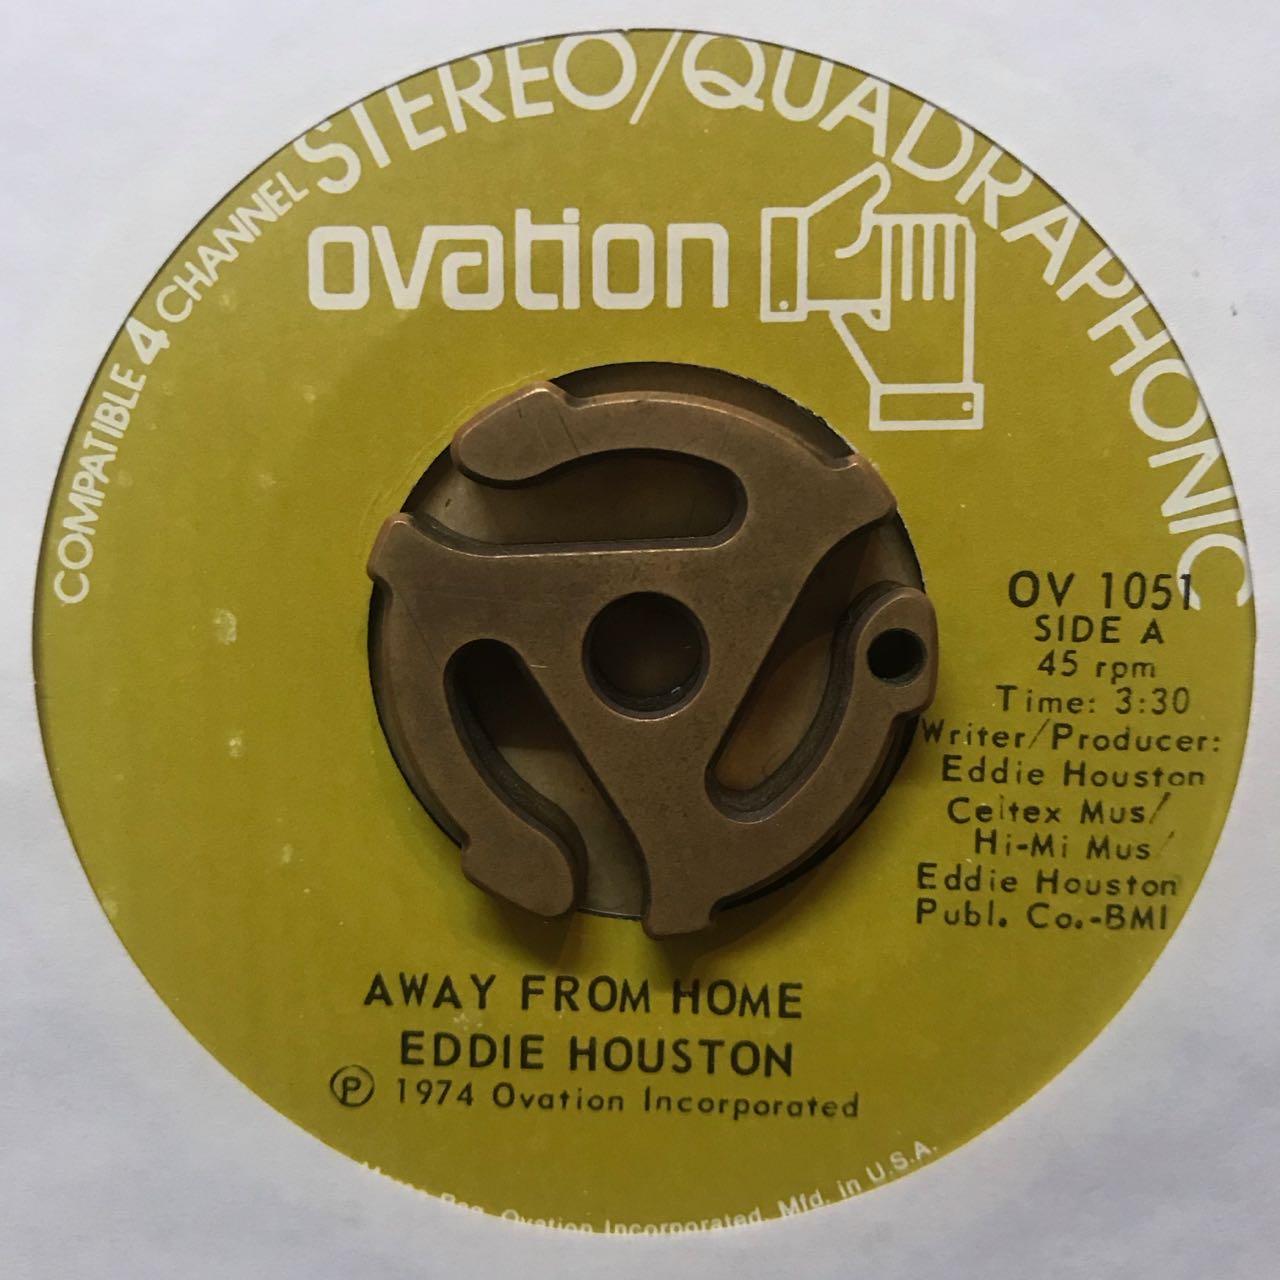 COMPATIBLE 4 CHANNEL STEREO/QUADRAPHONIC
ovation
OV 1051
SIDE A
45 rpm
Time: 3:30
Writer/Producer:
Eddie Houston
Ceitex Mus/
Hi-Mi Mus/
Eddie Houston
Publ. Co.-BMI
AWAY FROM HOME
EDDIE HOUSTON
Ⓟ 1974 Ovation Incorporated
Reg. Ovation Incorporated. Mfd. in U.S.A.